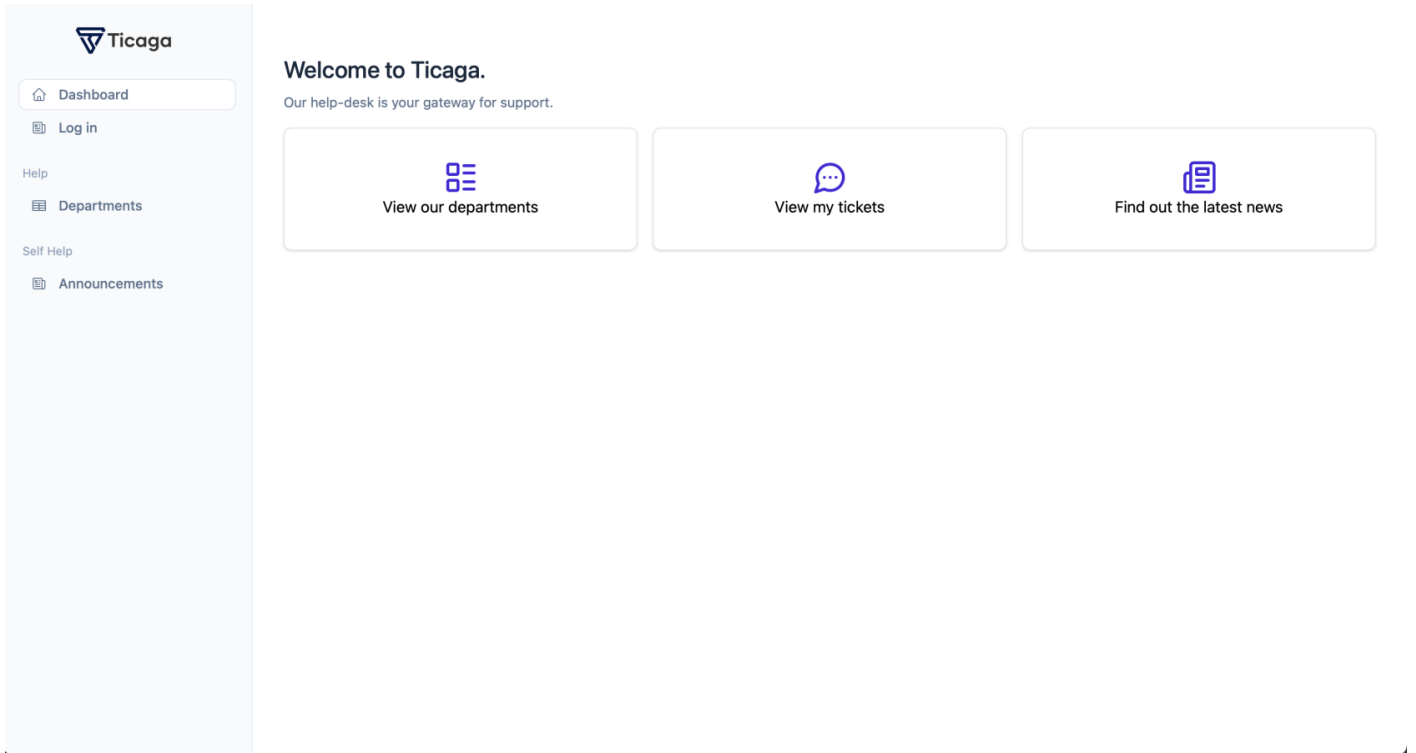 Ticaga
Dashboard
Log in
Help
Departments
Self Help
Announcements
Welcome to Ticaga.
Our help-desk is your gateway for support.
View our departments
View my tickets
Find out the latest news